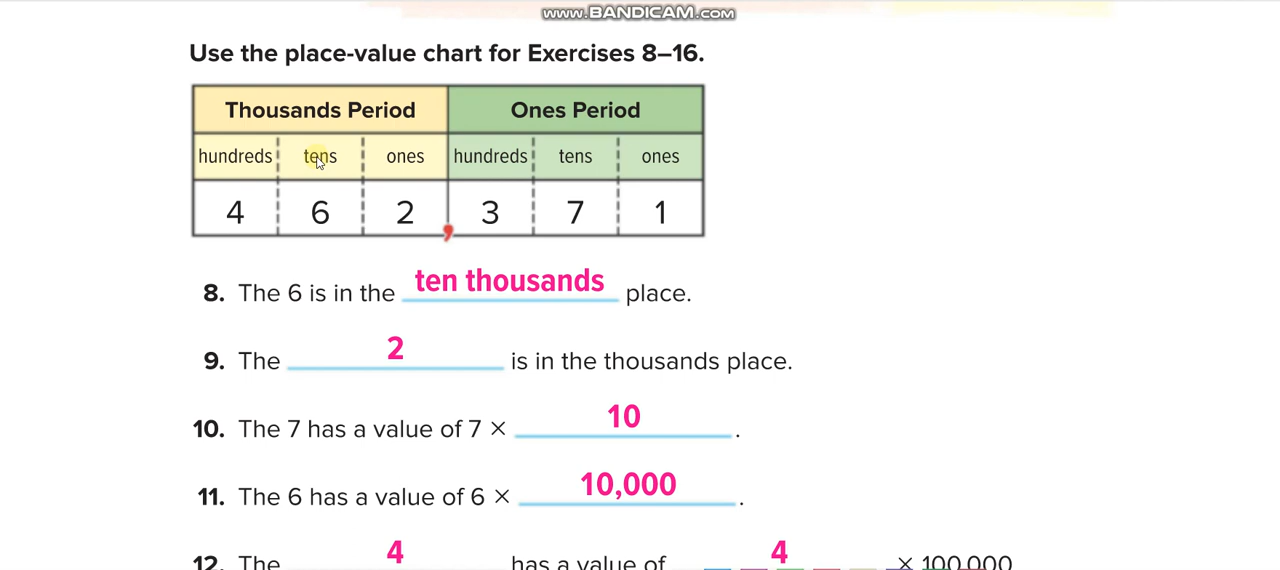 www.BANDICAM.com
Use the place-value chart for Exercises 8–16.
Thousands Period Ones Period
hundreds tens ones hundreds tens ones
4 6 2 , 3 7 1
8. The 6 is in the ten thousands place.
9. The 2 is in the thousands place.
10. The 7 has a value of 7 × 10 .
11. The 6 has a value of 6 × 10,000 .
12. The 4 has a value of 4 × 100,000